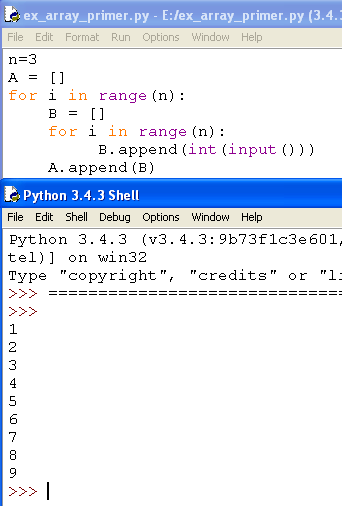 ex_array_primer.py - E:/ex_array_primer.py (3.4.
File Edit Format Run Options Window Help
n=3
A = []
for i in range(n):
    B = []
    for i in range(n):
        B.append(int(input()))
    A.append(B)
Python 3.4.3 Shell
File Edit Shell Debug Options Window Help
Python 3.4.3 (v3.4.3:9b73f1c3e601,
tel)] on win32
Type "copyright", "credits" or "li
>>> ================================
>>>
1
2
3
4
5
6
7
8
9
>>>